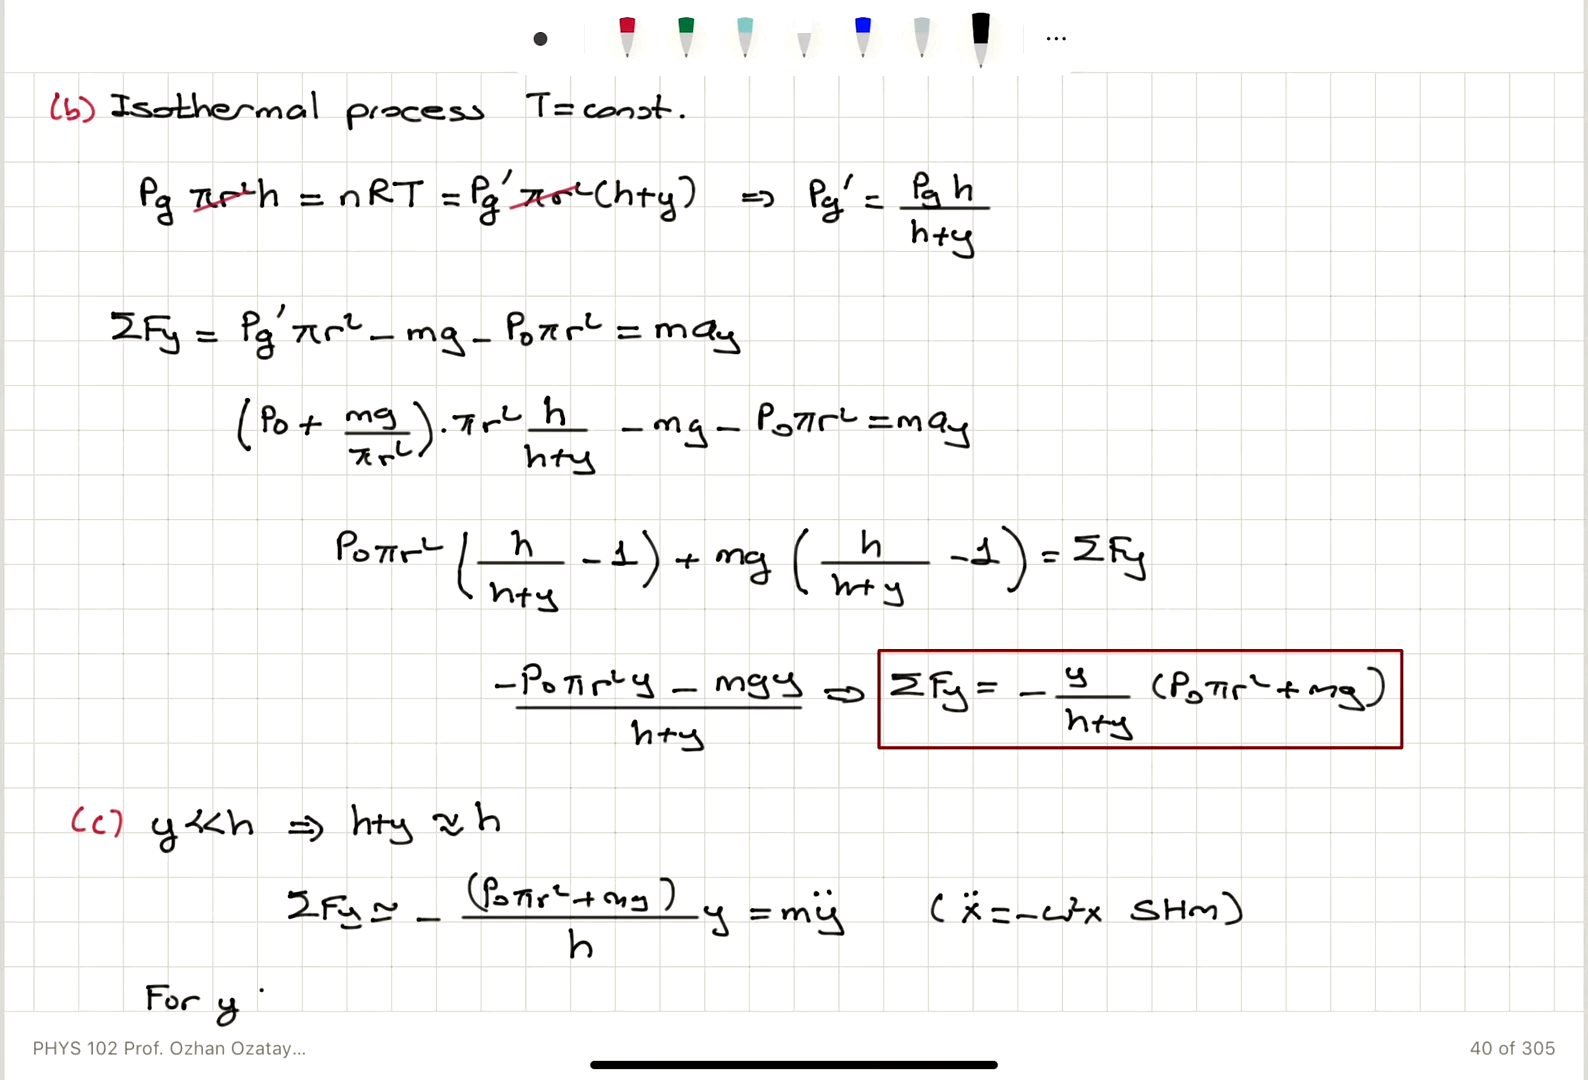 (b) Isothermal process T = const.
Pg πr²h = nRT = Pg' πr²(h+y) ⇒ Pg' = Pg h / h+y
ΣFy = Pg' πr² - mg - P₀πr² = may
(P₀ + mg / πr²) . πr² h / h+y - mg - P₀πr² = may
P₀πr² (h / h+y - 1) + mg (h / h+y - 1) = ΣFy
-P₀πr²y - mgy / h+y ⇒ ΣFy = - y / h+y (P₀πr² + mg)
(c) y << h ⇒ h+y ≈ h
ΣFy ≃ - (P₀πr² + mg) / h y = mÿ (ẍ = -ω²x SHM)
For y
PHYS 102 Prof. Ozhan Ozatay... 40 of 305